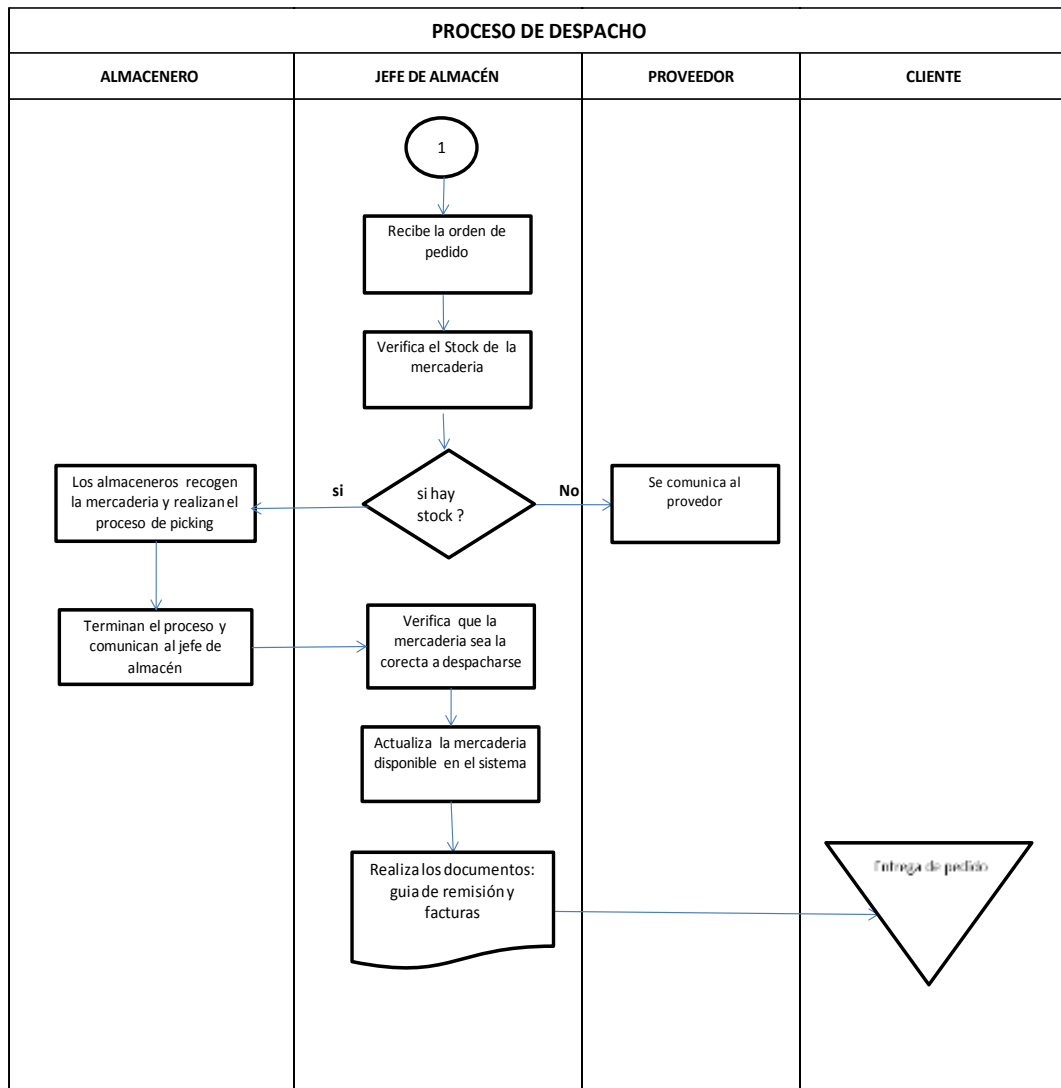 PROCESO DE DESPACHO
ALMACENERO
JEFE DE ALMACÉN
PROVEEDOR
CLIENTE
1
Recibe la orden de
pedido
Verifica el Stock de la
mercaderia
si hay
stock ?
si
No
Los almaceneros recogen
la mercaderia y realizan el
proceso de picking
Se comunica al
provedor
Terminan el proceso y
comunican al jefe de
almacén
Verifica que la
mercaderia sea la
corecta a despacharse
Actualiza la mercaderia
disponible en el sistema
Realiza los documentos:
guia de remisión y
facturas
Entrega de pedido